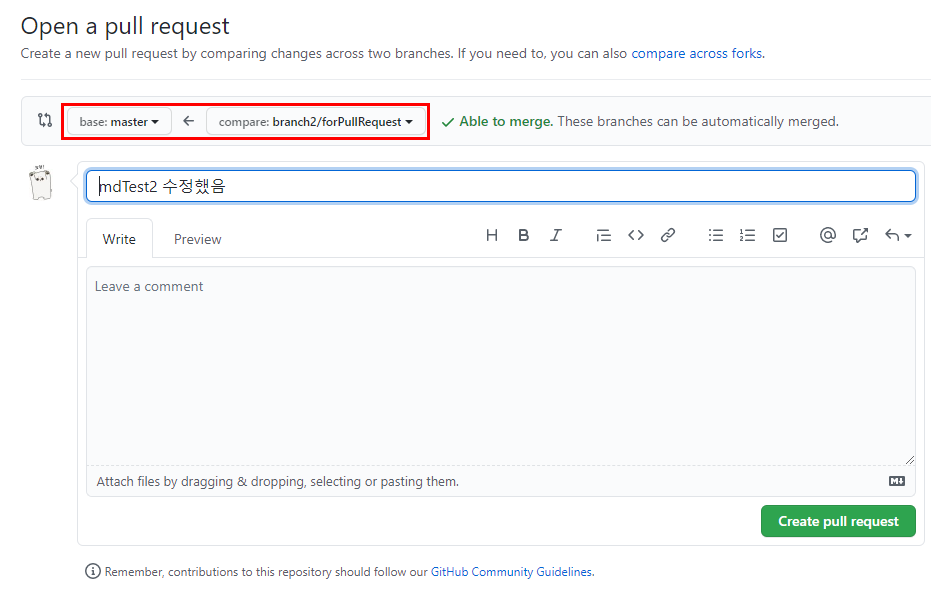 Open a pull request
Create a new pull request by comparing changes across two branches. If you need to, you can also compare across forks.
base: master compare: branch2/forPullRequest Able to merge. These branches can be automatically merged.
mdTest2 수정했음
Write Preview
Leave a comment
Attach files by dragging & dropping, selecting or pasting them.
Create pull request
Remember, contributions to this repository should follow our GitHub Community Guidelines.